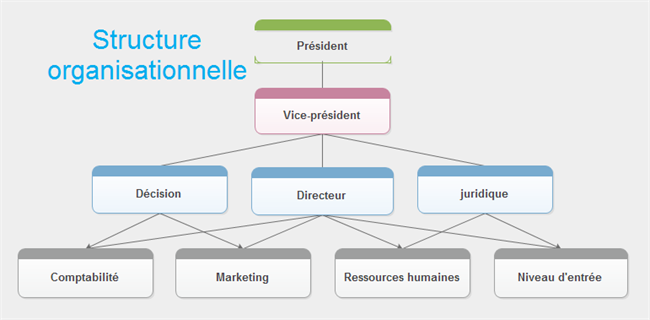 Structure
organisationnelle
Président
Vice-président
Décision
Directeur
juridique
Comptabilité
Marketing
Ressources humaines
Niveau d'entrée